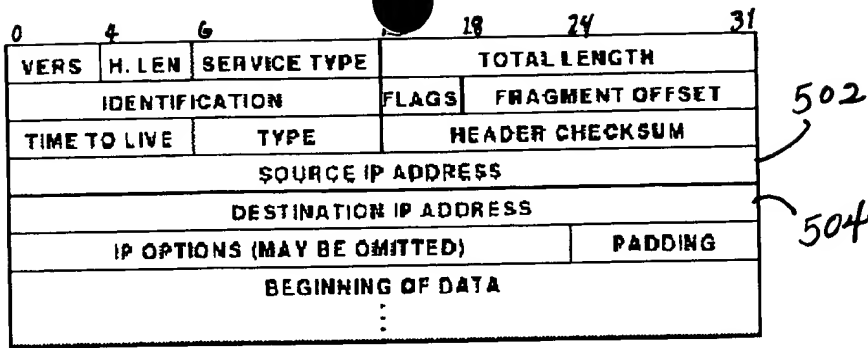 0 4 6 18 24 31
VERS H. LEN SERVICE TYPE TOTAL LENGTH
IDENTIFICATION FLAGS FRAGMENT OFFSET
TIME TO LIVE TYPE HEADER CHECKSUM
502
SOURCE IP ADDRESS
DESTINATION IP ADDRESS
504
IP OPTIONS (MAY BE OMITTED) PADDING
BEGINNING OF DATA